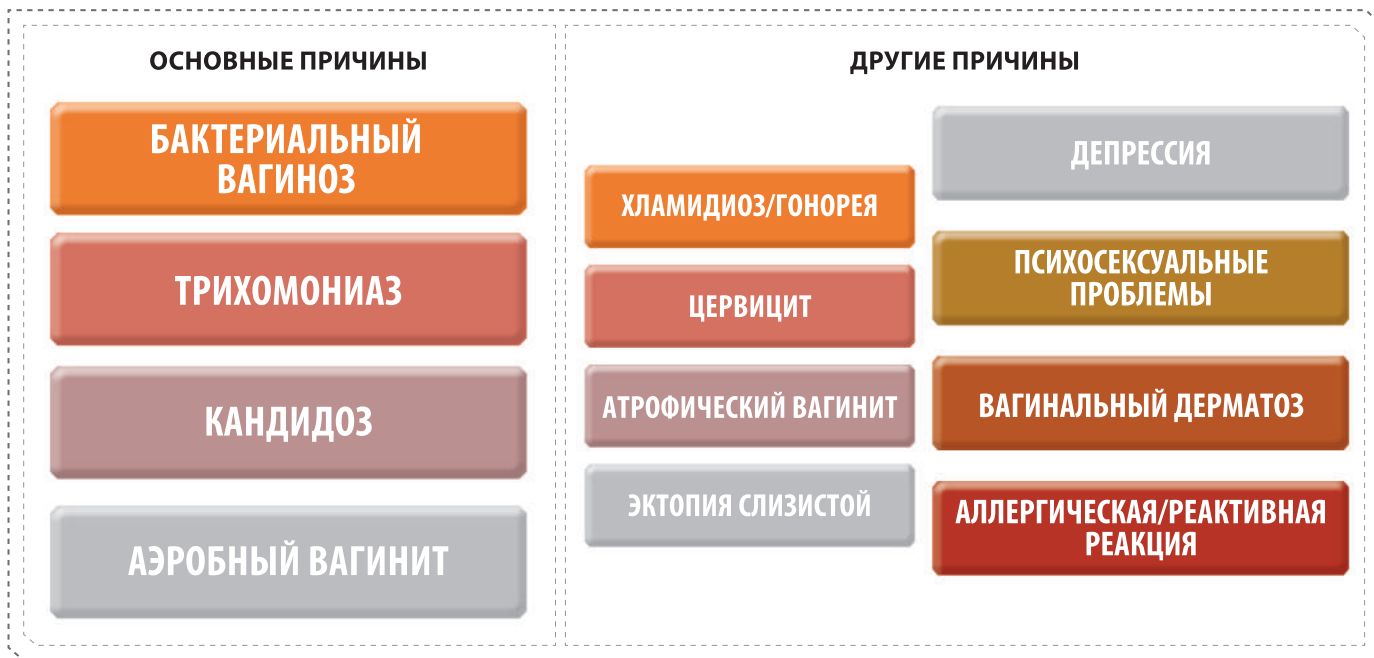 ОСНОВНЫЕ ПРИЧИНЫ
БАКТЕРИАЛЬНЫЙ
ВАГИНОЗ
ТРИХОМОНИАЗ
КАНДИДОЗ
АЭРОБНЫЙ ВАГИНИТ
ДРУГИЕ ПРИЧИНЫ
ХЛАМИДИОЗ/ГОНОРЕЯ
ЦЕРВИЦИТ
АТРОФИЧЕСКИЙ ВАГИНИТ
ЭКТОПИЯ СЛИЗИСТОЙ
ДЕПРЕССИЯ
ПСИХОСЕКСУАЛЬНЫЕ
ПРОБЛЕМЫ
ВАГИНАЛЬНЫЙ ДЕРМАТОЗ
АЛЛЕРГИЧЕСКАЯ/РЕАКТИВНАЯ
РЕАКЦИЯ